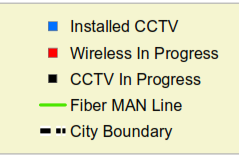 Installed CCTV
Wireless In Progress
CCTV In Progress
Fiber MAN Line
City Boundary